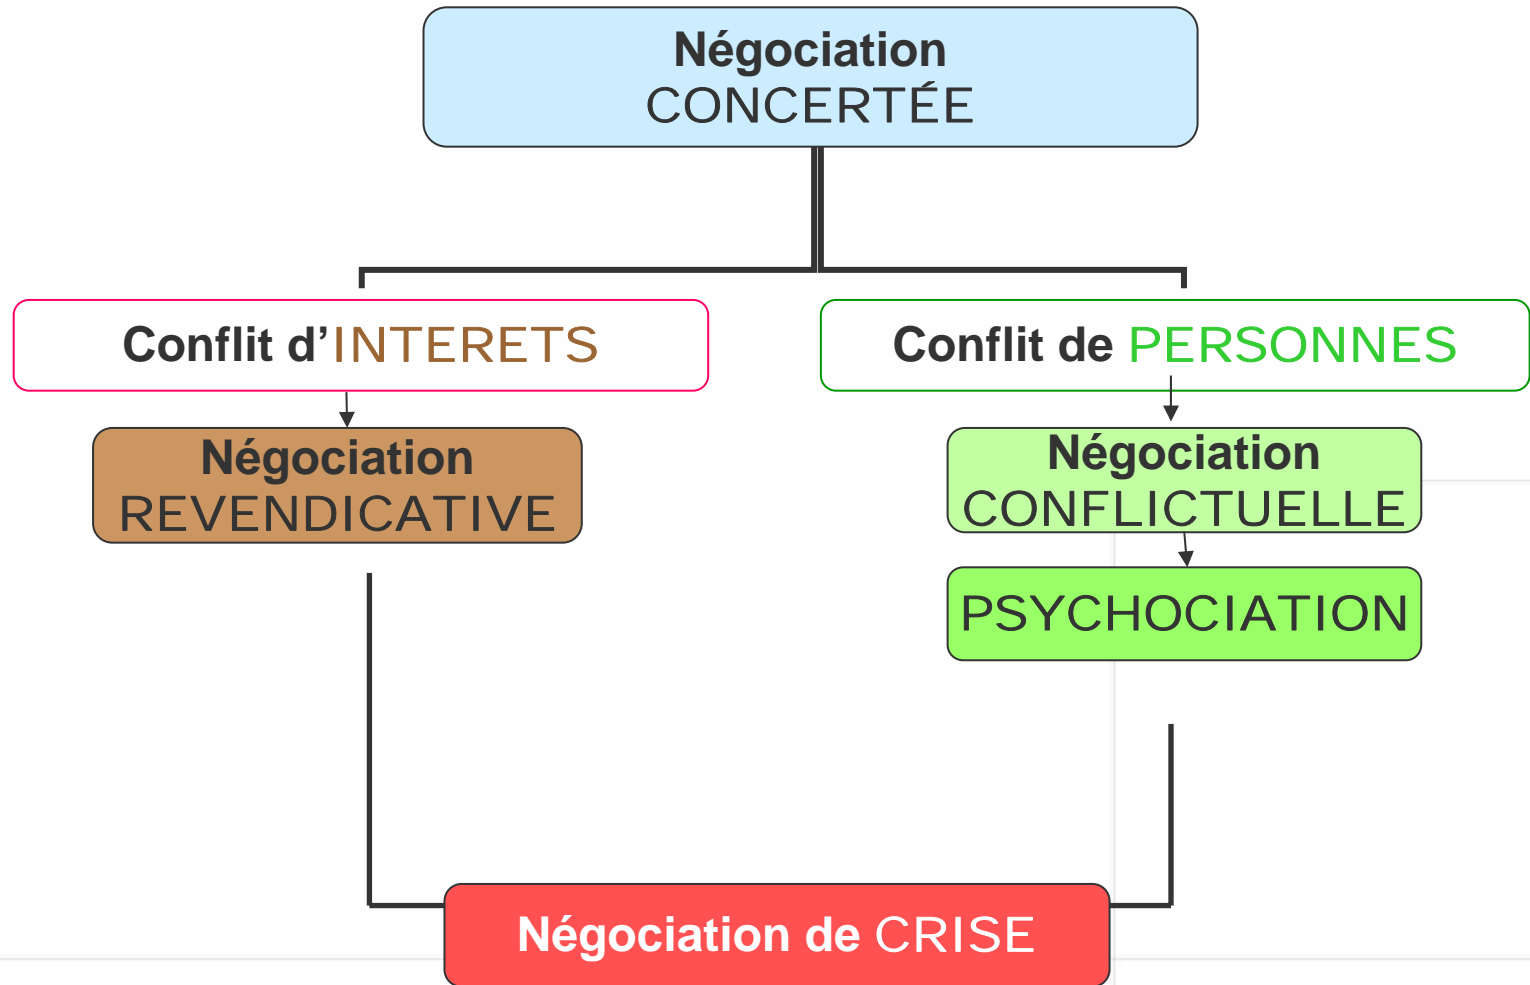 Négociation
CONCERTÉE
Conflit d’INTERETS
Conflit de PERSONNES
Négociation
REVENDICATIVE
Négociation
CONFLICTUELLE
PSYCHOCIATION
Négociation de CRISE